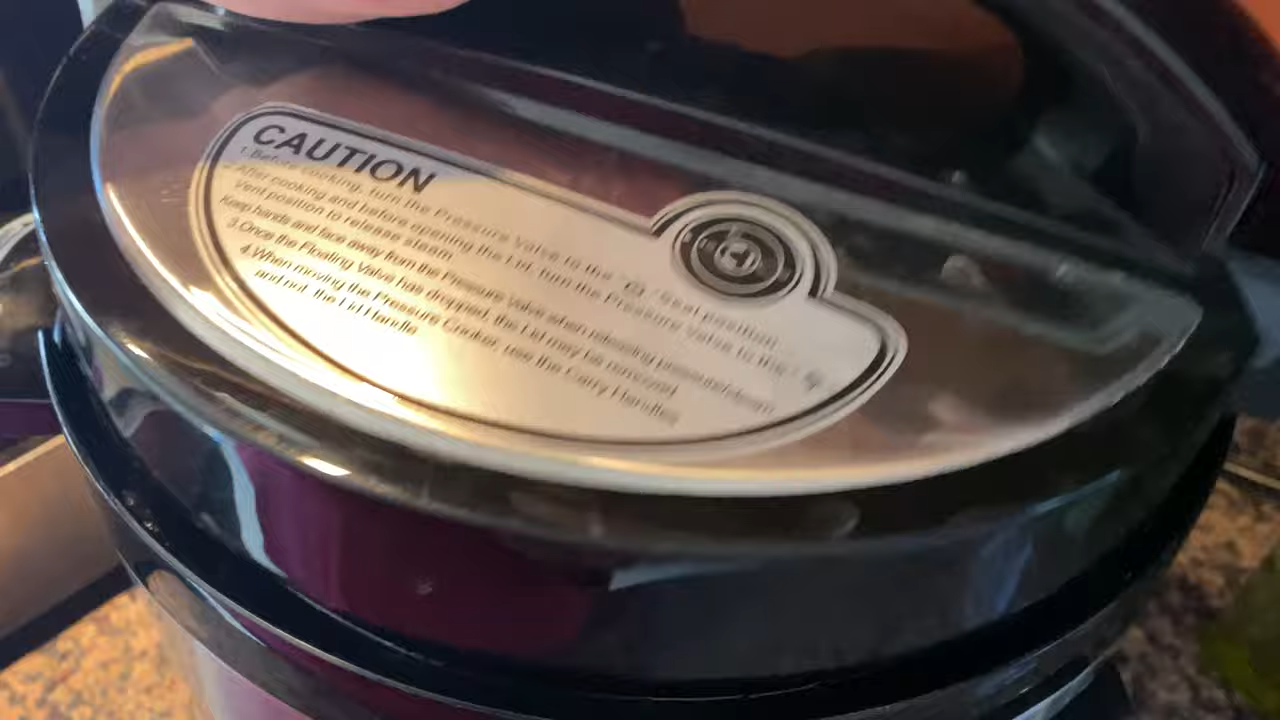 CAUTION
1.Before cooking, turn the Pressure Valve to the " " Seal position.
After cooking and before opening the Lid, turn the Pressure Valve to the
Vent position to release steam.
Keep hands and face away from the Pressure Valve when releasing pressure/steam.
3.Once the Floating Valve has dropped, the Lid may be removed.
4.When moving the Pressure Cooker, use the Carry Handles
and not the Lid Handle